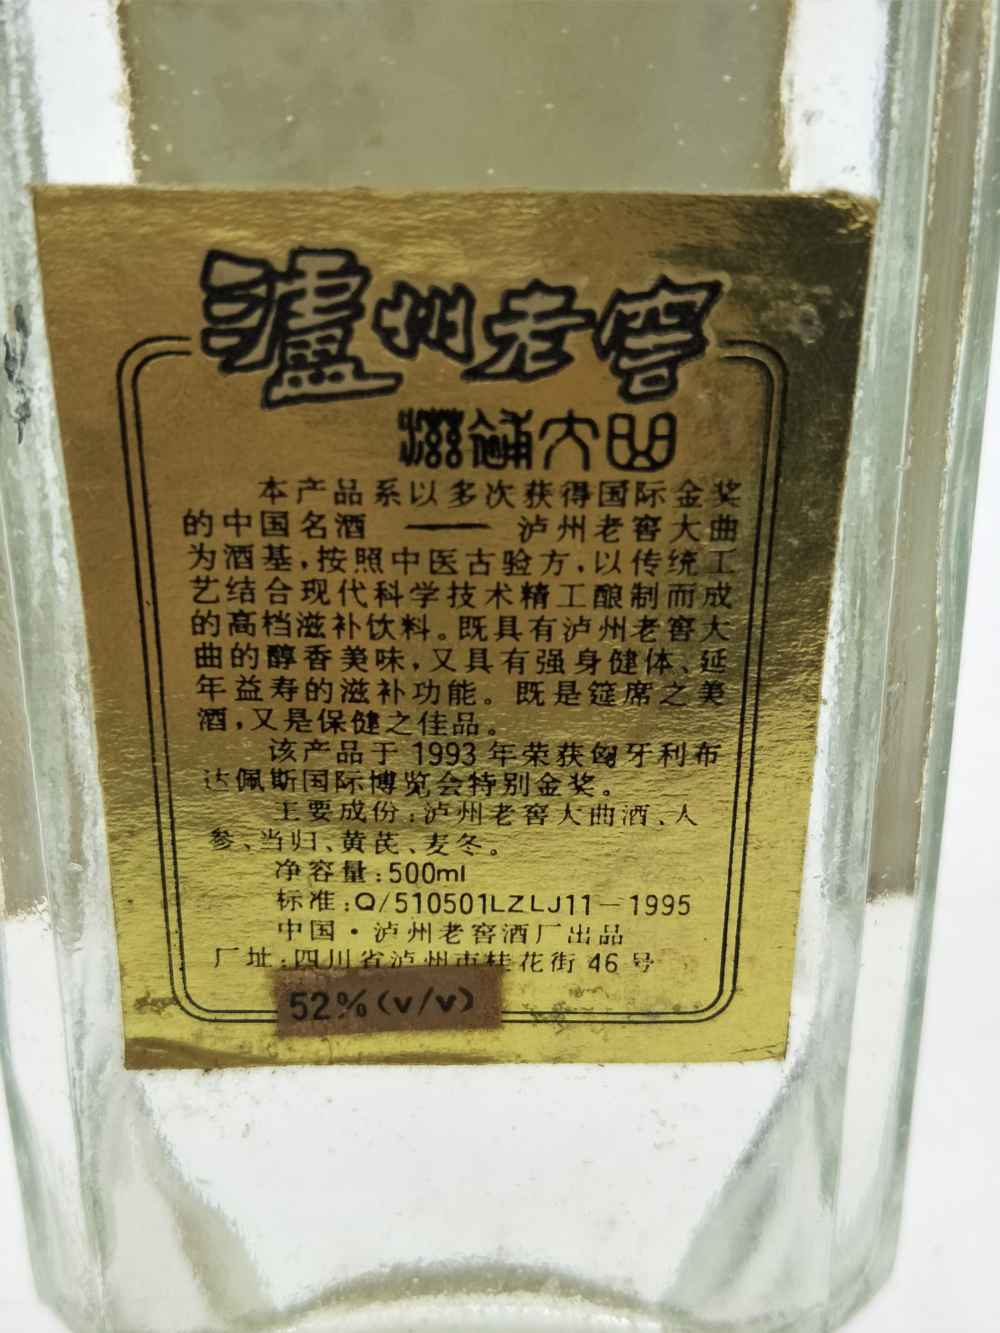 泸州老窖
滋補大曲
本产品系以多次获得国际金奖
的中国名酒 —— 泸州老窖大曲
为酒基,按照中医古验方,以传统工
艺结合现代科学技术精工酿制而成
的高档滋补饮料。既具有泸州老窖大
曲的醇香美味,又具有强身健体、延
年益寿的滋补功能。既是筵席之美
酒,又是保健之佳品。
该产品于 1993 年荣获匈牙利布
达佩斯国际博览会特别金奖。
主要成份:泸州老窖大曲酒、人
参、当归、黄芪、麦冬。
净容量:500ml
标准:Q/510501LZLJ11—1995
中国·泸州老窖酒厂出品
厂址:四川省泸州市桂花街 46 号
52%(v/v)